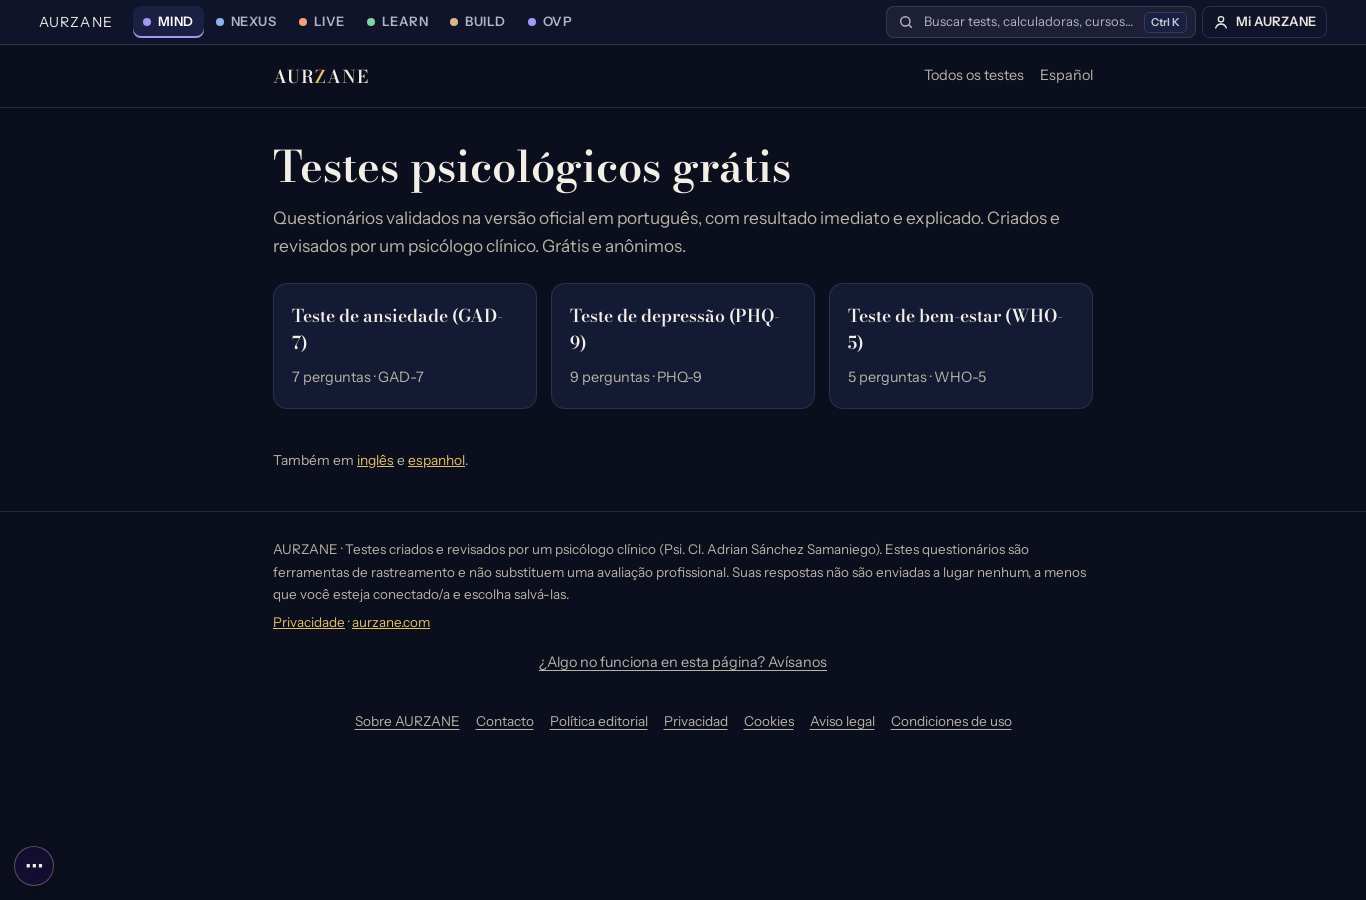 AURZANE
MIND
NEXUS
LIVE
LEARN
BUILD
OVP
Buscar tests, calculadoras, cursos...
Ctrl K
Mi AURZANE
AURZANE
Todos os testes
Español
Testes psicológicos grátis
Questionários validados na versão oficial em português, com resultado imediato e explicado. Criados e
revisados por um psicólogo clínico. Grátis e anônimos.
Teste de ansiedade (GAD-
7)
7 perguntas · GAD-7
Teste de depressão (PHQ-
9)
9 perguntas · PHQ-9
Teste de bem-estar (WHO-
5)
5 perguntas · WHO-5
Também em inglês e espanhol.
AURZANE · Testes criados e revisados por um psicólogo clínico (Psi. Cl. Adrian Sánchez Samaniego). Estes questionários são
ferramentas de rastreamento e não substituem uma avaliação profissional. Suas respostas não são enviadas a lugar nenhum, a menos
que você esteja conectado/a e escolha salvá-las.
Privacidade · aurzane.com
¿Algo no funciona en esta página? Avísanos
Sobre AURZANE
Contacto
Política editorial
Privacidad
Cookies
Aviso legal
Condiciones de uso